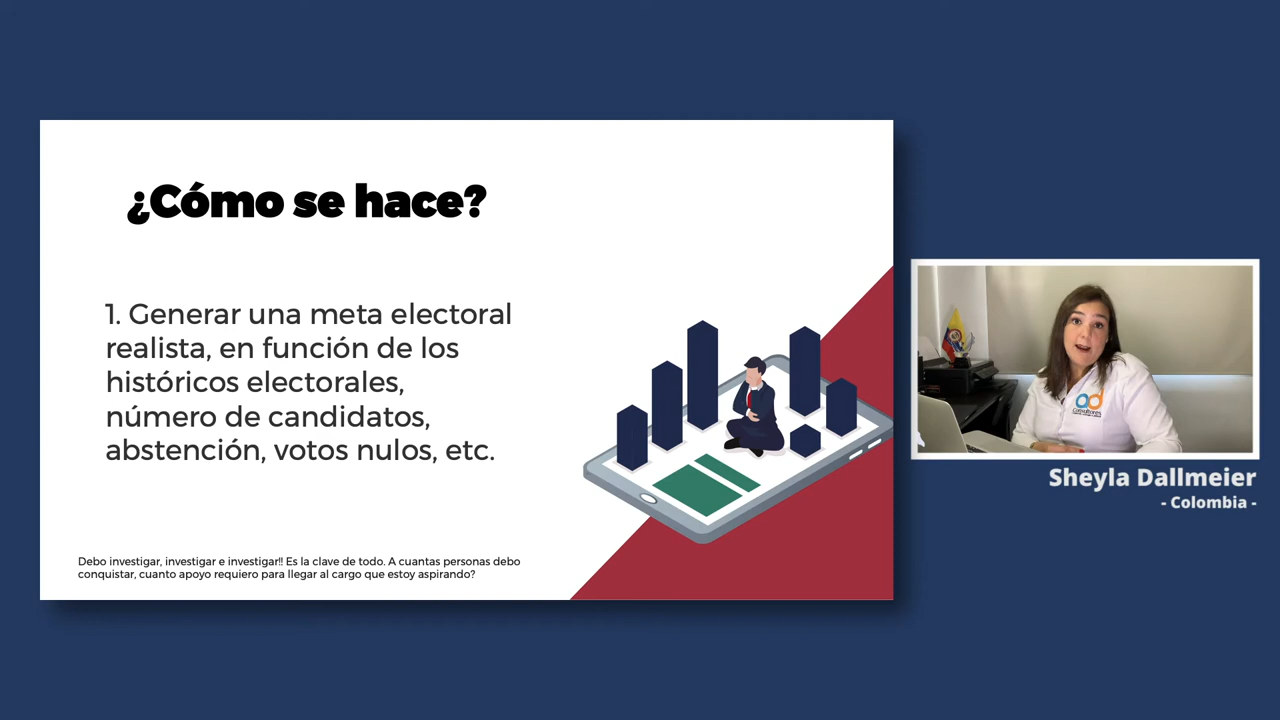 ¿Cómo se hace?
1. Generar una meta electoral
realista, en función de los
históricos electorales,
número de candidatos,
abstención, votos nulos, etc.
Debo investigar, investigar e investigar!! Es la clave de todo. A cuantas personas debo
conquistar, cuanto apoyo requiero para llegar al cargo que estoy aspirando?
ad
Consultores
Sheyla Dallmeier
- Colombia -